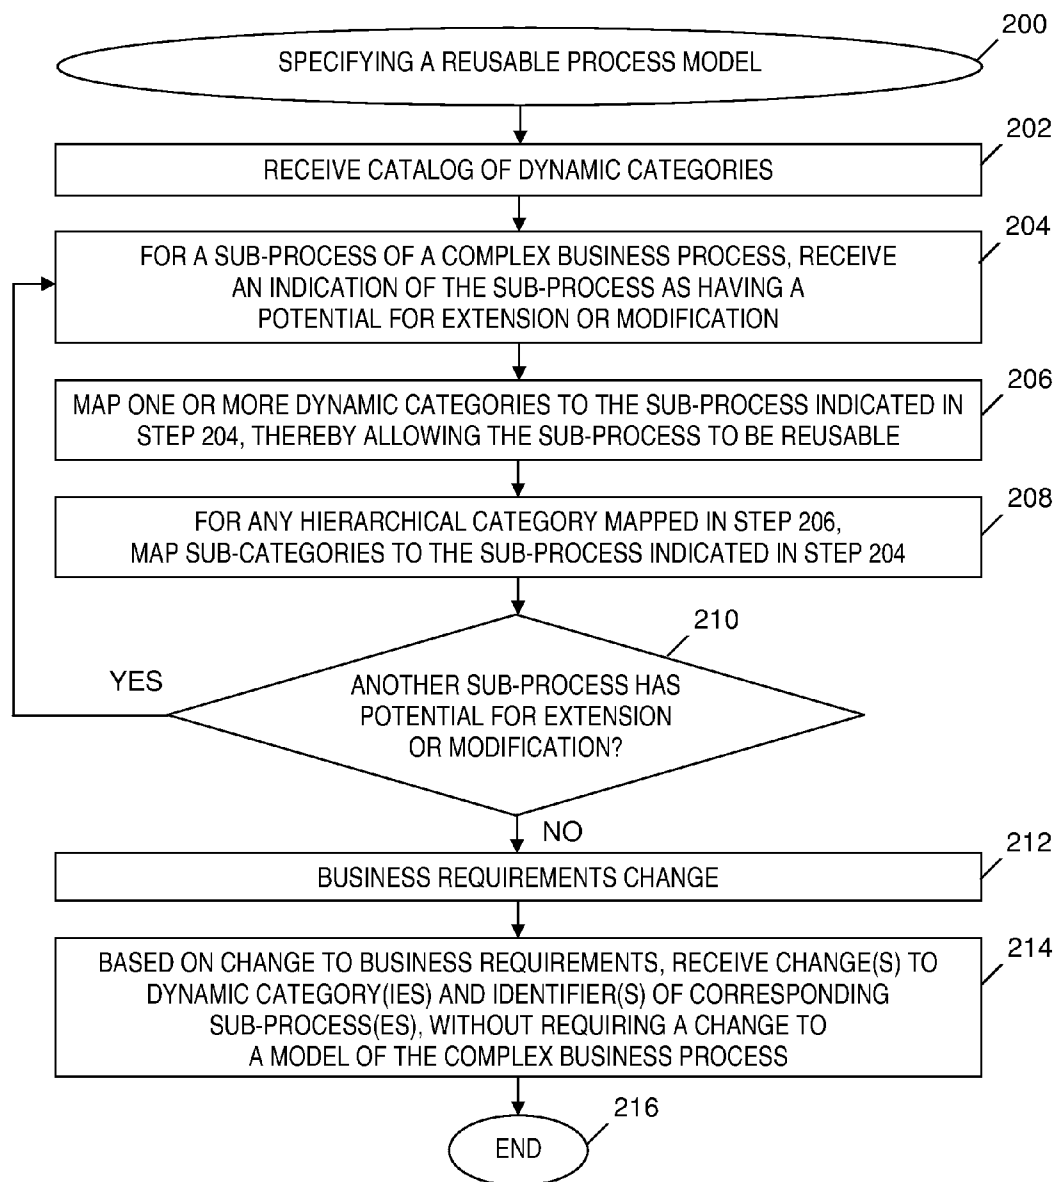 200
SPECIFYING A REUSABLE PROCESS MODEL
202
RECEIVE CATALOG OF DYNAMIC CATEGORIES
204
FOR A SUB-PROCESS OF A COMPLEX BUSINESS PROCESS, RECEIVE
AN INDICATION OF THE SUB-PROCESS AS HAVING A
POTENTIAL FOR EXTENSION OR MODIFICATION
206
MAP ONE OR MORE DYNAMIC CATEGORIES TO THE SUB-PROCESS INDICATED IN
STEP 204, THEREBY ALLOWING THE SUB-PROCESS TO BE REUSABLE
208
FOR ANY HIERARCHICAL CATEGORY MAPPED IN STEP 206,
MAP SUB-CATEGORIES TO THE SUB-PROCESS INDICATED IN STEP 204
210
YES
ANOTHER SUB-PROCESS HAS
POTENTIAL FOR EXTENSION
OR MODIFICATION?
NO
212
BUSINESS REQUIREMENTS CHANGE
214
BASED ON CHANGE TO BUSINESS REQUIREMENTS, RECEIVE CHANGE(S) TO
DYNAMIC CATEGORY(IES) AND IDENTIFIER(S) OF CORRESPONDING
SUB-PROCESS(ES), WITHOUT REQUIRING A CHANGE TO
A MODEL OF THE COMPLEX BUSINESS PROCESS
216
END